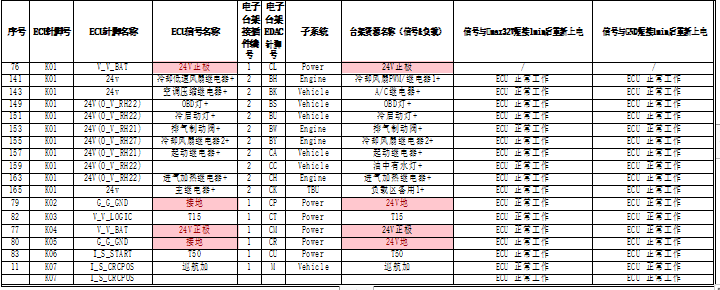 序号 ECU针脚号 ECU针脚名称 ECU信号名称 电子台架接插件编号 电子台架EDAC针脚号 子系统 台架资源名称（信号&负载） 信号与Umax32V短接1min后重新上电 信号与GND短接1min后重新上电
76 K01 V_V_BAT 24V正极 1 CL Power 24V正极 / /
141 K01 24v 冷却低速风扇继电器+ 2 BH Engine 冷却风扇PWM/继电器1+ ECU 正常工作 ECU 正常工作
143 K01 24v 空调压缩继电器+ 2 BK Vehicle A/C继电器+ ECU 正常工作 ECU 正常工作
149 K01 24V(O_V_RH22) OBD灯+ 2 BS Vehicle OBD灯+ ECU 正常工作 ECU 正常工作
151 K01 24V(O_V_RH22) 冷启动灯+ 2 BU Vehicle 冷启动灯+ ECU 正常工作 ECU 正常工作
153 K01 24V(O_V_RH21) 排气制动阀+ 2 BW Engine 排气制动阀+ ECU 正常工作 ECU 正常工作
155 K01 24V(O_V_RH27) 冷却风扇继电器2+ 2 BY Engine 冷却风扇继电器2+ ECU 正常工作 ECU 正常工作
157 K01 24V(O_V_RH21) 起动继电器+ 2 CA Vehicle 起动继电器+ ECU 正常工作 ECU 正常工作
159 K01 24V(O_V_RH22) 2 CC Vehicle 油中有水灯+ ECU 正常工作 ECU 正常工作
163 K01 24V(O_V_RH22) 进气加热继电器+ 2 CH Engine 进气加热继电器+ ECU 正常工作 ECU 正常工作
165 K01 24v 主继电器+ 2 CK TBU 负载区备用1+ ECU 正常工作 ECU 正常工作
79 K02 G_G_GND 接地 1 CP Power 24V地 ECU 正常工作 ECU 正常工作
82 K03 V_V_LOGIC T15 1 CT Power T15 ECU 正常工作 ECU 正常工作
77 K04 V_V_BAT 24V正极 1 CM Power 24V正极 ECU 正常工作 ECU 正常工作
80 K05 G_G_GND 接地 1 CR Power 24V地 ECU 正常工作 ECU 正常工作
83 K06 I_S_START T50 1 CU Power T50 ECU 正常工作 ECU 正常工作
11 K07 I_S_CRCPOS 巡航加 1 M Vehicle 巡航加 ECU 正常工作 ECU 正常工作
K07 I_S_CRCPOS ECU 正常工作 ECU 正常工作